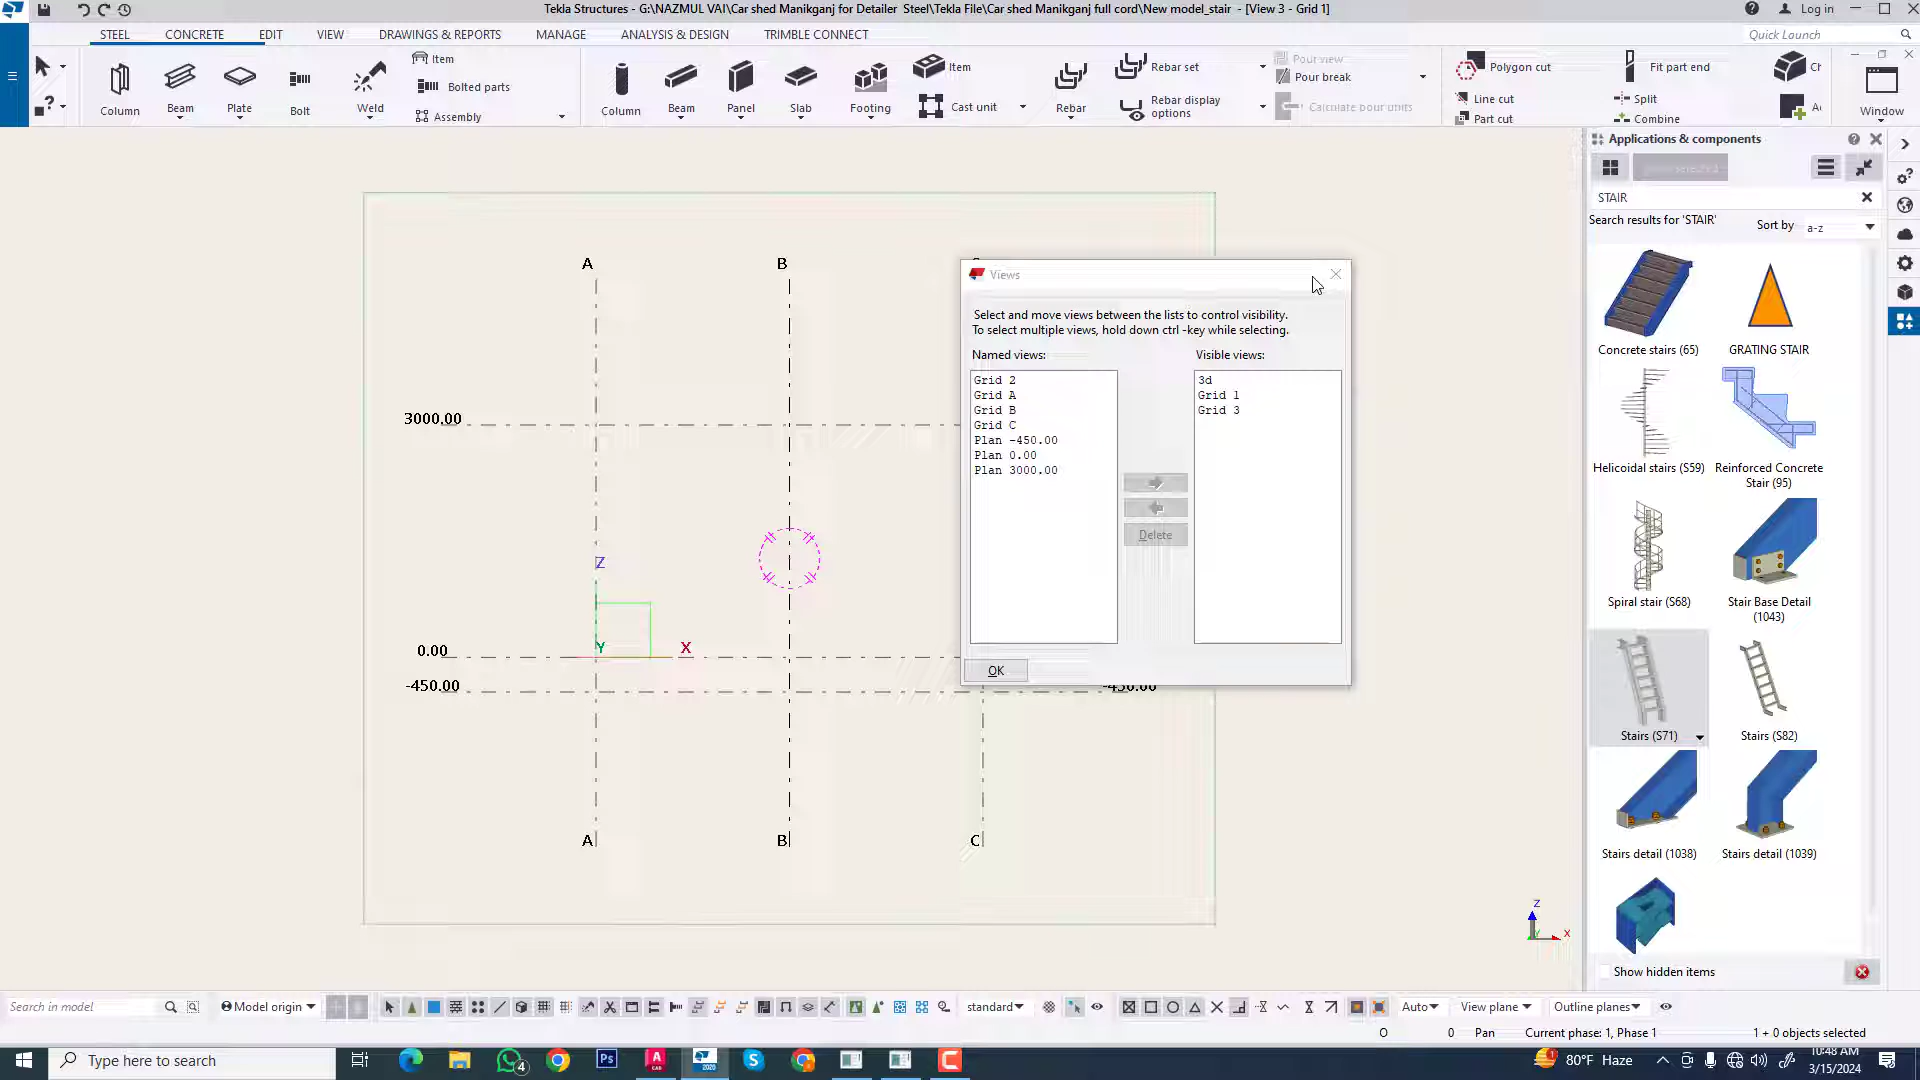 Tekla Structures - G:\NAZMUL VAI\Car shed Manikganj for Detailer Steel\Tekla File\Car shed Manikganj full cord\New model_stair - [View 3 - Grid 1]
Log in
STEEL CONCRETE EDIT VIEW DRAWINGS & REPORTS MANAGE ANALYSIS & DESIGN TRIMBLE CONNECT
Quick Launch
Column Beam Plate Bolt Weld
Item
Bolted parts
Assembly
Column Beam Panel Slab Footing
Item
Cast unit
Rebar
Rebar set
Rebar display options
Pour view
Pour break
Calculate pour units
Polygon cut
Line cut
Part cut
Fit part end
Split
Combine
Window
Applications & components
STAIR
Search results for 'STAIR'
Sort by a-z
Concrete stairs (65)
GRATING STAIR
Helicoidal stairs (S59)
Reinforced Concrete Stair (95)
Spiral stair (S68)
Stair Base Detail (1043)
Stairs (S71)
Stairs (S82)
Stairs detail (1038)
Stairs detail (1039)
Show hidden items
A B
3000.00
Z
Y X
0.00
-450.00
-450.00
A B C
Views
Select and move views between the lists to control visibility.
To select multiple views, hold down ctrl -key while selecting.
Named views:
Grid 2
Grid A
Grid B
Grid C
Plan -450.00
Plan 0.00
Plan 3000.00
Delete
Visible views:
3d
Grid 1
Grid 3
OK
Z
X
Search in model
Model origin
standard
Auto
View plane
Outline planes
O 0 Pan Current phase: 1, Phase 1 1 + 0 objects selected
Type here to search
4
Ps
2020
80°F Haze
10:48 AM
3/15/2024